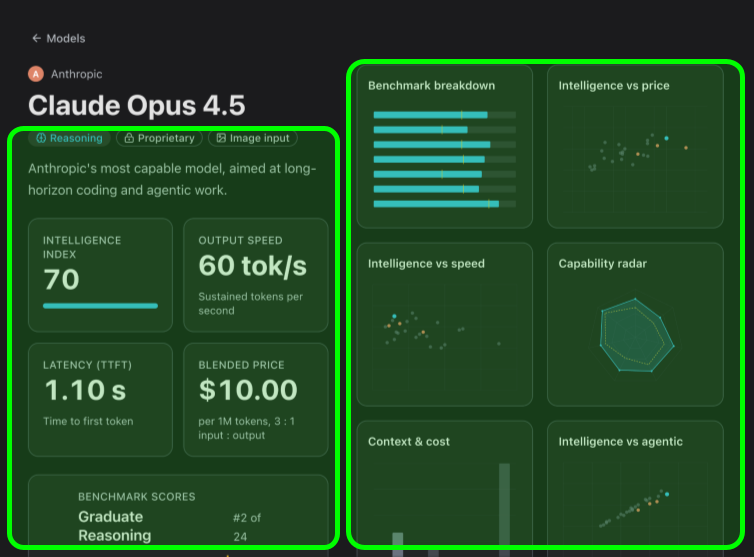 ← Models
A Anthropic
Claude Opus 4.5
Reasoning Proprietary Image input
Anthropic's most capable model, aimed at long-
horizon coding and agentic work.
INTELLIGENCE
INDEX
70
OUTPUT SPEED
60 tok/s
Sustained tokens per
second
LATENCY (TTFT)
1.10 s
Time to first token
BLENDED PRICE
$10.00
per 1M tokens, 3 : 1
input : output
BENCHMARK SCORES
Graduate
Reasoning
#2 of
24
Benchmark breakdown
Intelligence vs price
Intelligence vs speed
Capability radar
Context & cost
Intelligence vs agentic